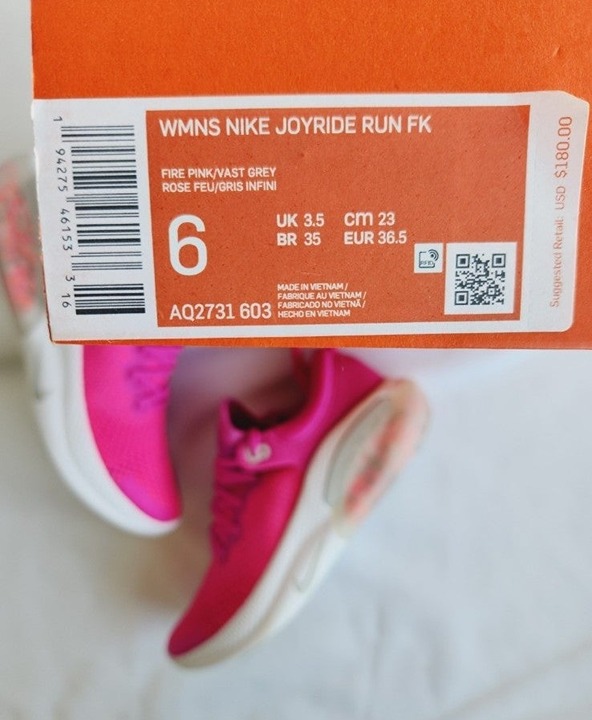 WMNS NIKE JOYRIDE RUN FK
FIRE PINK/VAST GREY
ROSE FEU/GRIS INFINI
6
UK 3.5 cm 23
BR 35 EUR 36.5
AQ2731 603
MADE IN VIETNAM /
FABRIQUE AU VIETNAM /
FABRICADO NO VIETNÃ /
HECHO EN VIETNAM
RFID
1 94275 46153 3 16
Suggested Retail: USD $180.00